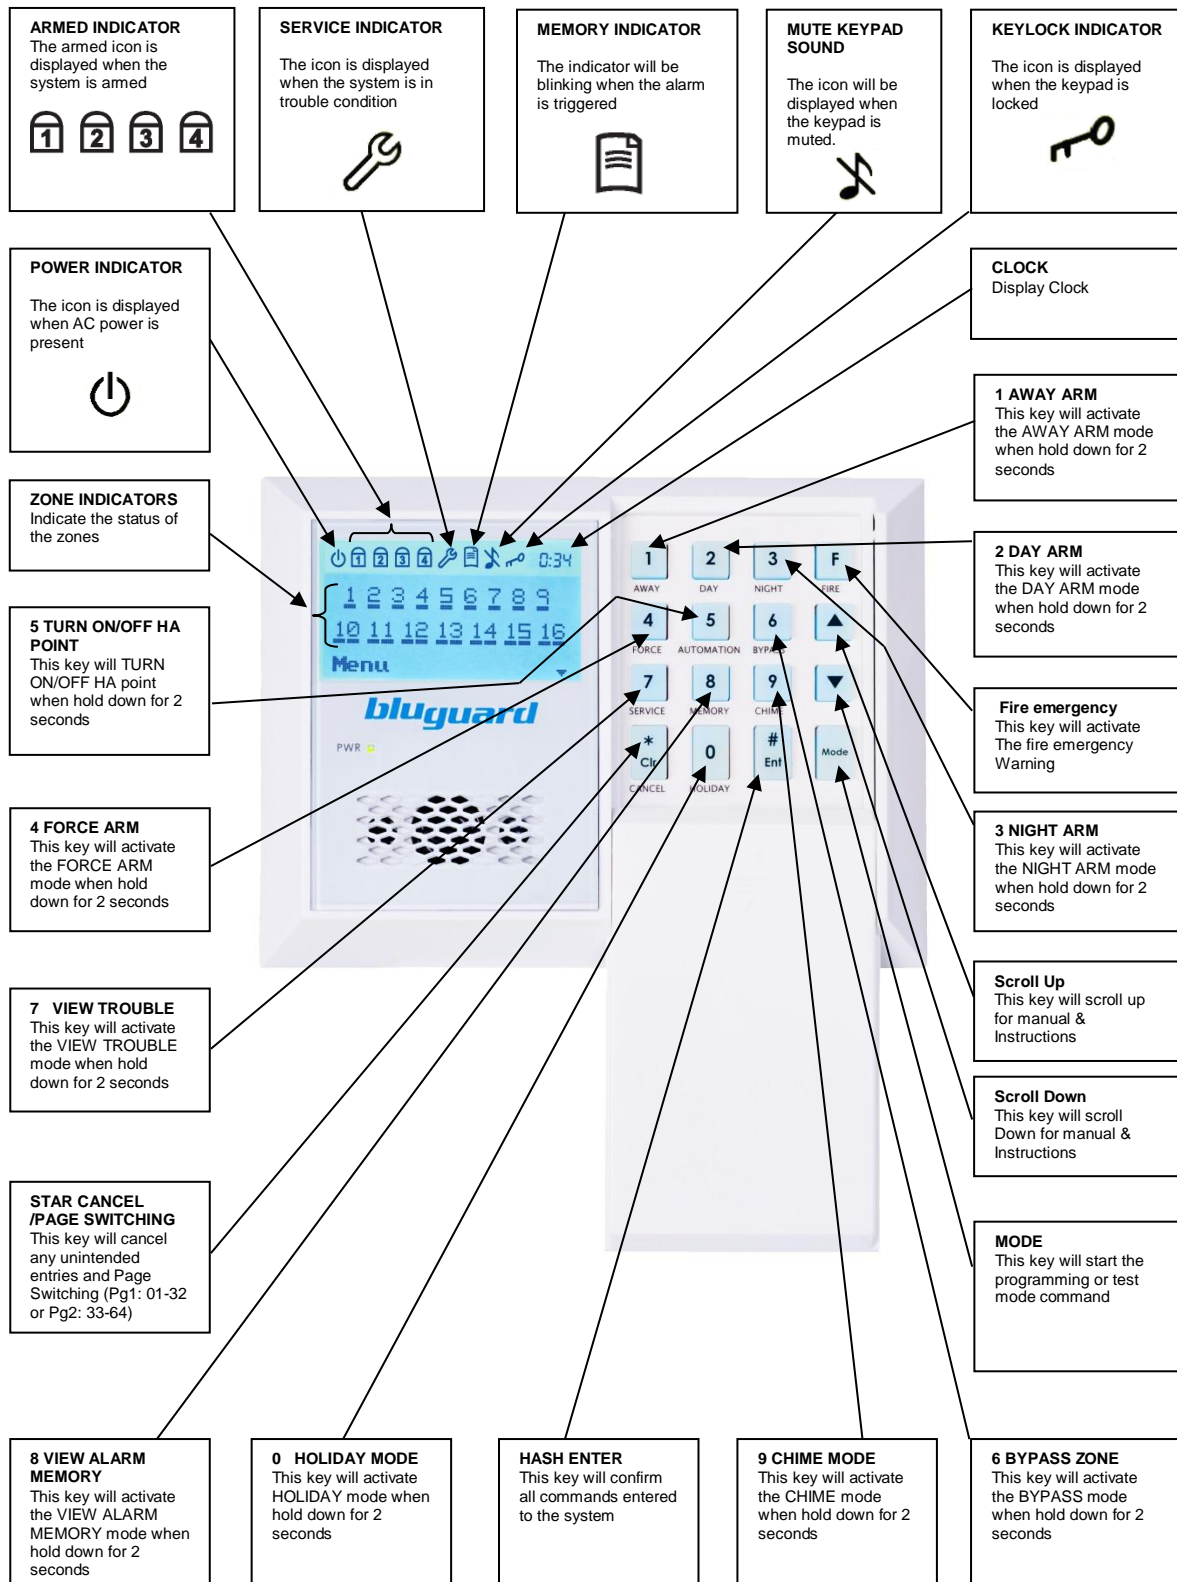 ARMED INDICATOR
The armed icon is
displayed when the
system is armed
1 2 3 4
SERVICE INDICATOR
The icon is displayed
when the system is in
trouble condition
MEMORY INDICATOR
The indicator will be
blinking when the alarm
is triggered
MUTE KEYPAD
SOUND
The icon will be
displayed when
the keypad is
muted.
KEYLOCK INDICATOR
The icon is displayed
when the keypad is
locked
POWER INDICATOR
The icon is displayed
when AC power is
present
CLOCK
Display Clock
1 AWAY ARM
This key will activate
the AWAY ARM mode
when hold down for 2
seconds
ZONE INDICATORS
Indicate the status of
the zones
2 DAY ARM
This key will activate
the DAY ARM mode
when hold down for 2
seconds
5 TURN ON/OFF HA
POINT
This key will TURN
ON/OFF HA point
when hold down for 2
seconds
1 2 3 4 0:34
1 2 3 4 5 6 7 8 9
10 11 12 13 14 15 16
Menu
bluguard
PWR
1 2 3 F
AWAY DAY NIGHT FIRE
4 5 6
FORCE AUTOMATION BYPASS
7 8 9
SERVICE MEMORY CHIME
* 0 # Mode
Clr Ent
CANCEL HOLIDAY
Fire emergency
This key will activate
The fire emergency
Warning
4 FORCE ARM
This key will activate
the FORCE ARM
mode when hold
down for 2 seconds
3 NIGHT ARM
This key will activate
the NIGHT ARM mode
when hold down for 2
seconds
7 VIEW TROUBLE
This key will activate
the VIEW TROUBLE
mode when hold
down for 2 seconds
Scroll Up
This key will scroll up
for manual &
Instructions
Scroll Down
This key will scroll
Down for manual &
Instructions
STAR CANCEL
/PAGE SWITCHING
This key will cancel
any unintended
entries and Page
Switching (Pg1: 01-32
or Pg2: 33-64)
MODE
This key will start the
programming or test
mode command
8 VIEW ALARM
MEMORY
This key will activate
the VIEW ALARM
MEMORY mode when
hold down for 2
seconds
0 HOLIDAY MODE
This key will activate
HOLIDAY mode when
hold down for 2
seconds
HASH ENTER
This key will confirm
all commands entered
to the system
9 CHIME MODE
This key will activate
the CHIME mode
when hold down for 2
seconds
6 BYPASS ZONE
This key will activate
the BYPASS mode
when hold down for 2
seconds